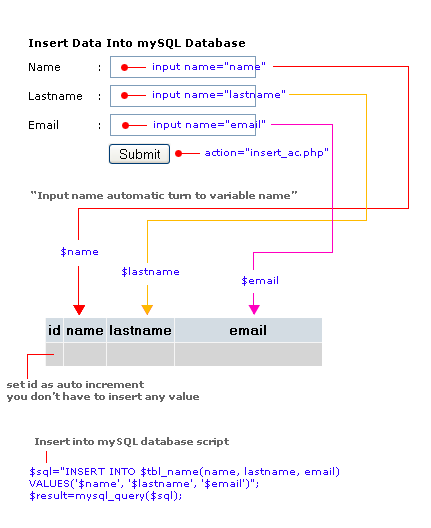 Insert Data Into mySQL Database
Name : input name="name"
Lastname : input name="lastname"
Email : input name="email"
Submit action="insert_ac.php"
"Input name automatic turn to variable name"
$name
$lastname
$email
id name lastname email
set id as auto increment
you don't have to insert any value
Insert into mySQL database script
$sql="INSERT INTO $tbl_name(name, lastname, email)
VALUES('$name', '$lastname', '$email')";
$result=mysql_query($sql);